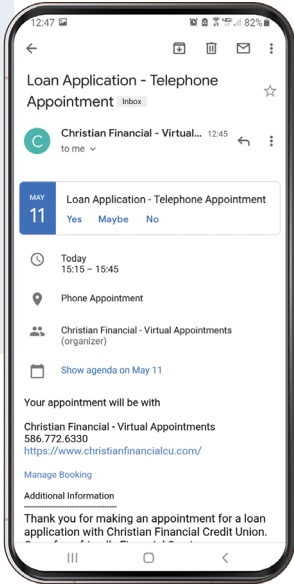 12:47
82%
Loan Application - Telephone
Appointment Inbox
C
Christian Financial - Virtual... 12:45
to me
MAY
11
Loan Application - Telephone Appointment
Yes Maybe No
Today
15:15 – 15:45
Phone Appointment
Christian Financial - Virtual Appointments
(organizer)
Show agenda on May 11
Your appointment will be with
Christian Financial - Virtual Appointments
586.772.6330
https://www.christianfinancialcu.com/
Manage Booking
Additional Information
------------------------------
Thank you for making an appointment for a loan
application with Christian Financial Credit Union.